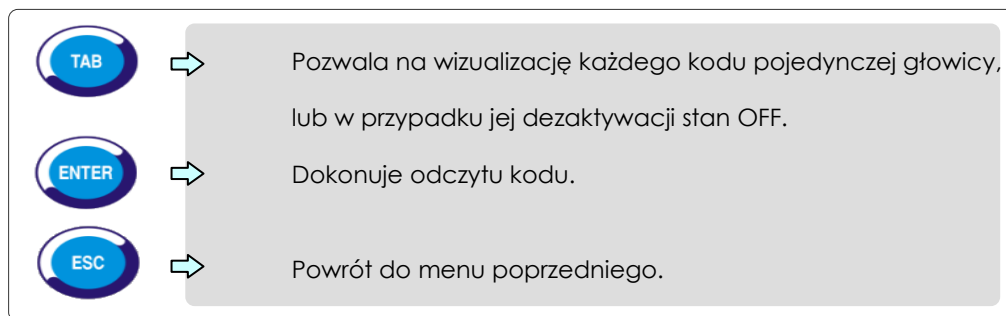 TAB
Pozwala na wizualizację każdego kodu pojedynczej głowicy,
lub w przypadku jej dezaktywacji stan OFF.
ENTER
Dokonuje odczytu kodu.
ESC
Powrót do menu poprzedniego.